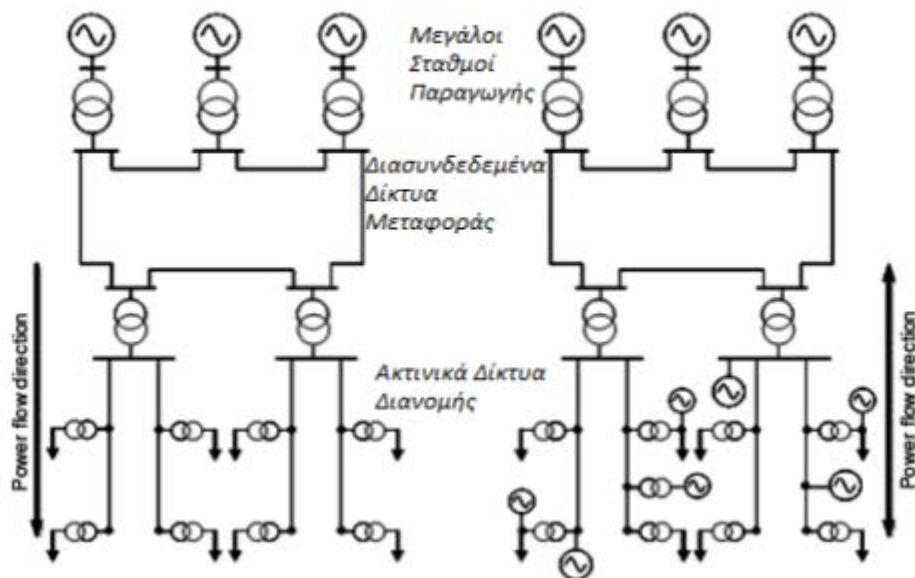 Μεγάλοι
Σταθμοί
Παραγωγής
Διασυνδεδεμένα
Δίκτυα
Μεταφοράς
Power flow direction
Power flow direction
Ακτινικά Δίκτυα
Διανομής